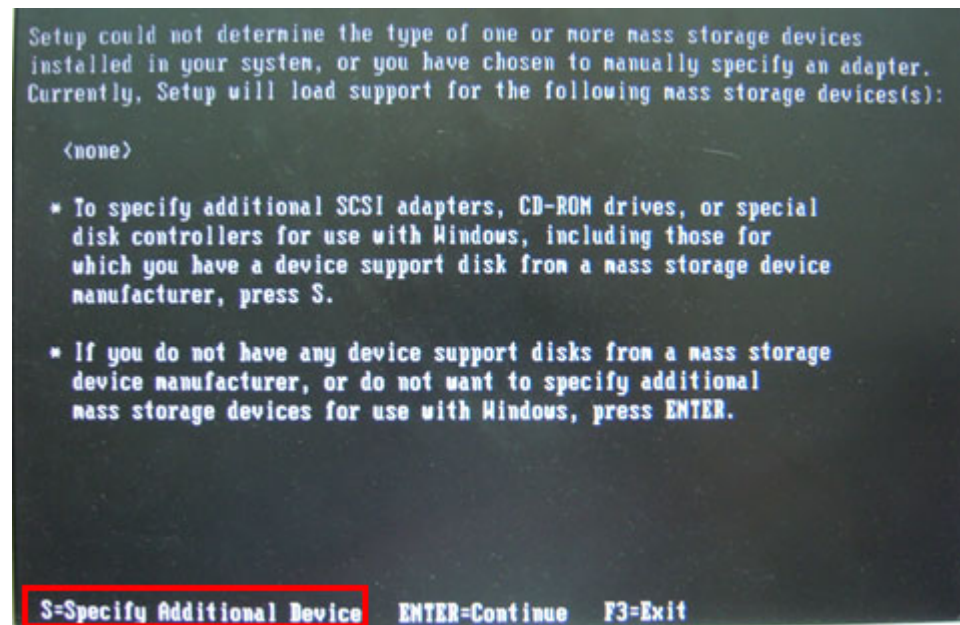 Setup could not determine the type of one or more mass storage devices
installed in your system, or you have chosen to manually specify an adapter.
Currently, Setup will load support for the following mass storage devices(s):
<none>
* To specify additional SCSI adapters, CD-ROM drives, or special
disk controllers for use with Windows, including those for
which you have a device support disk from a mass storage device
manufacturer, press S.
* If you do not have any device support disks from a mass storage
device manufacturer, or do not want to specify additional
mass storage devices for use with Windows, press ENTER.
S=Specify Additional Device ENTER=Continue F3=Exit